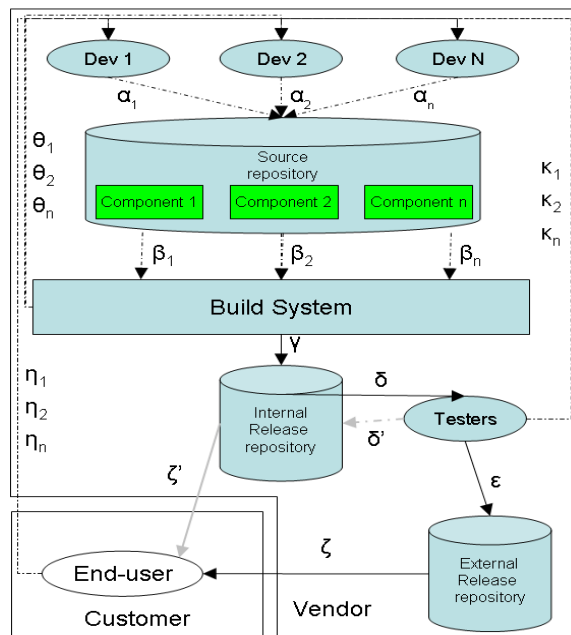 Dev 1
Dev 2
Dev N
α1
α2
αn
θ1
θ2
θn
Source
repository
κ1
κ2
κn
Component 1
Component 2
Component n
β1
β2
βn
Build System
γ
η1
η2
ηn
Internal
Release
repository
δ
Testers
δ’
ζ’
ε
External
Release
repository
ζ
End-user
Customer
Vendor